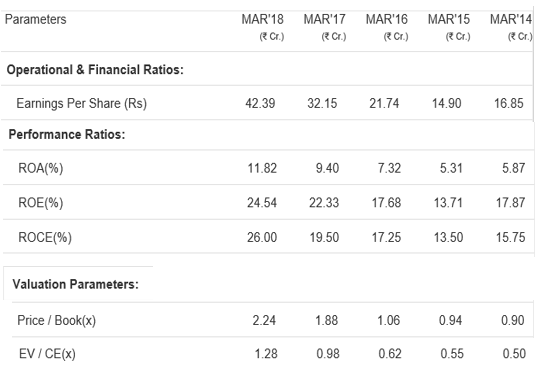 Parameters MAR'18 MAR'17 MAR'16 MAR'15 MAR'14
(₹ Cr.) (₹ Cr.) (₹ Cr.) (₹ Cr.) (₹ Cr.)
Operational & Financial Ratios:
Earnings Per Share (Rs) 42.39 32.15 21.74 14.90 16.85
Performance Ratios:
ROA(%) 11.82 9.40 7.32 5.31 5.87
ROE(%) 24.54 22.33 17.68 13.71 17.87
ROCE(%) 26.00 19.50 17.25 13.50 15.75
Valuation Parameters:
Price / Book(x) 2.24 1.88 1.06 0.94 0.90
EV / CE(x) 1.28 0.98 0.62 0.55 0.50